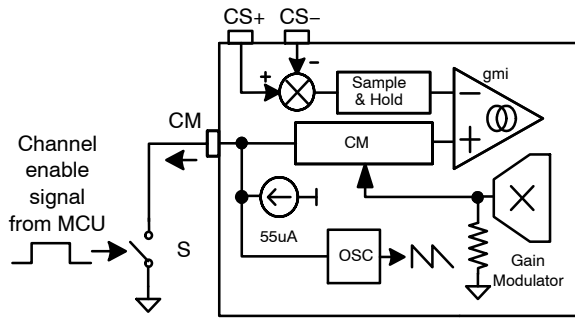 CS+ CS−
+ −
Sample
& Hold
gmi
−
+
CM
CM
Channel
enable
signal
from MCU
S
55uA
OSC
Gain
Modulator